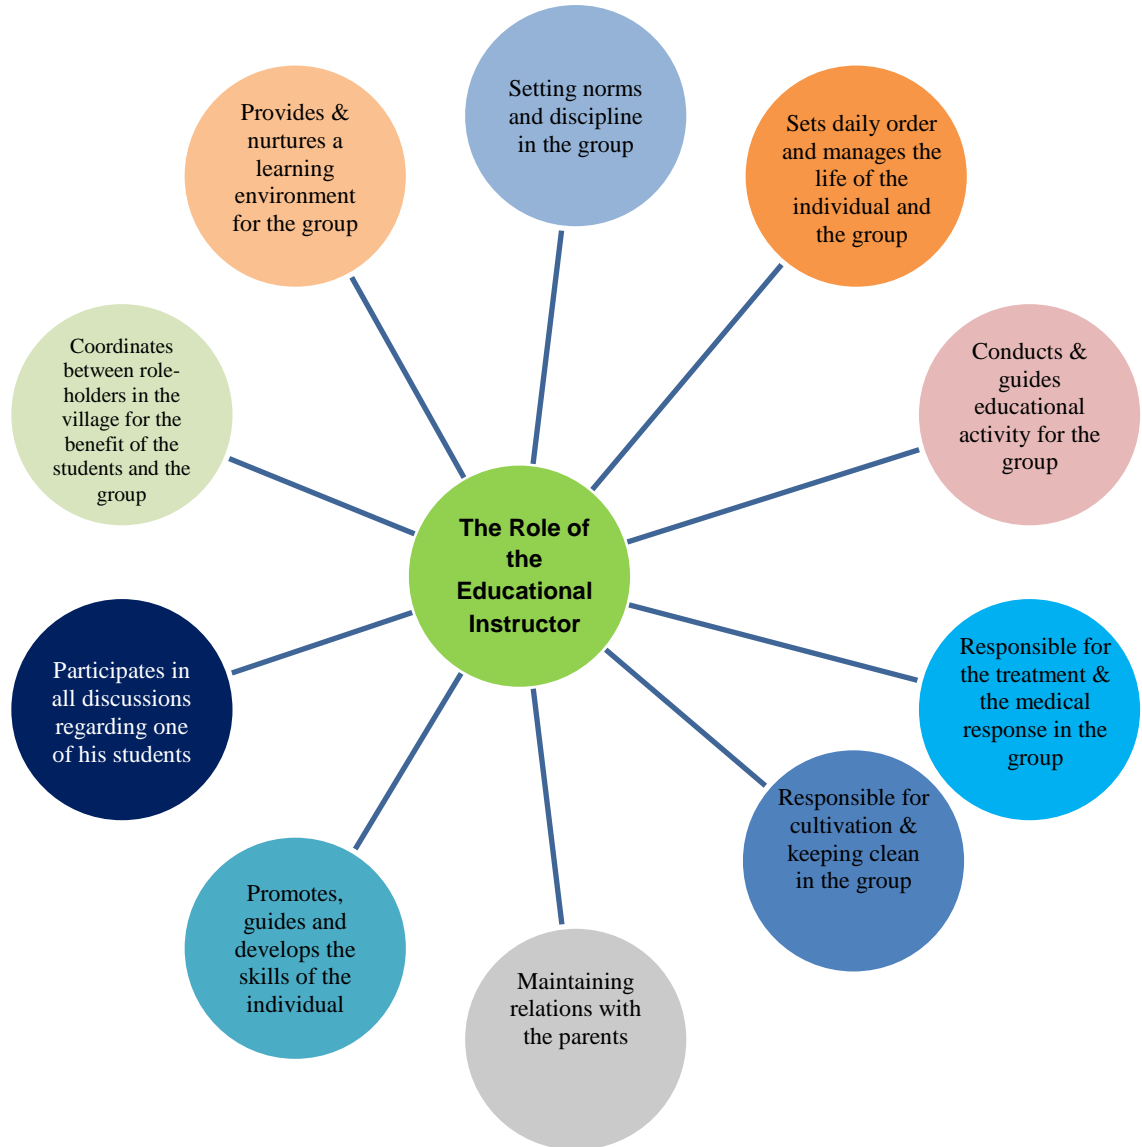 Setting norms
and discipline
in the group
Sets daily order
and manages the
life of the
individual and
the group
Conducts &
guides
educational
activity for the
group
Responsible for
the treatment &
the medical
response in the
group
Responsible for
cultivation &
keeping clean
in the group
Maintaining
relations with
the parents
Promotes,
guides and
develops the
skills of the
individual
Participates in
all discussions
regarding one
of his students
Coordinates
between role-
holders in the
village for the
benefit of the
students and the
group
Provides &
nurtures a
learning
environment
for the group
The Role of
the
Educational
Instructor